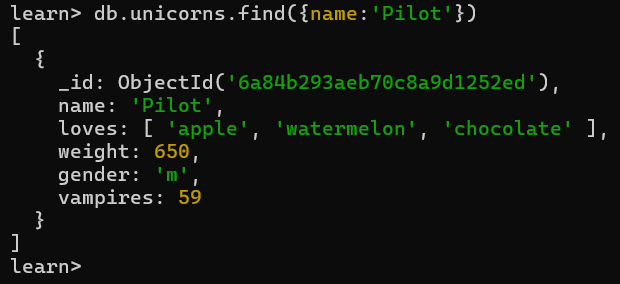 learn> db.unicorns.find({name:'Pilot'})
[
  {
    _id: ObjectId('6a84b293aeb70c8a9d1252ed'),
    name: 'Pilot',
    loves: [ 'apple', 'watermelon', 'chocolate' ],
    weight: 650,
    gender: 'm',
    vampires: 59
  }
]
learn>